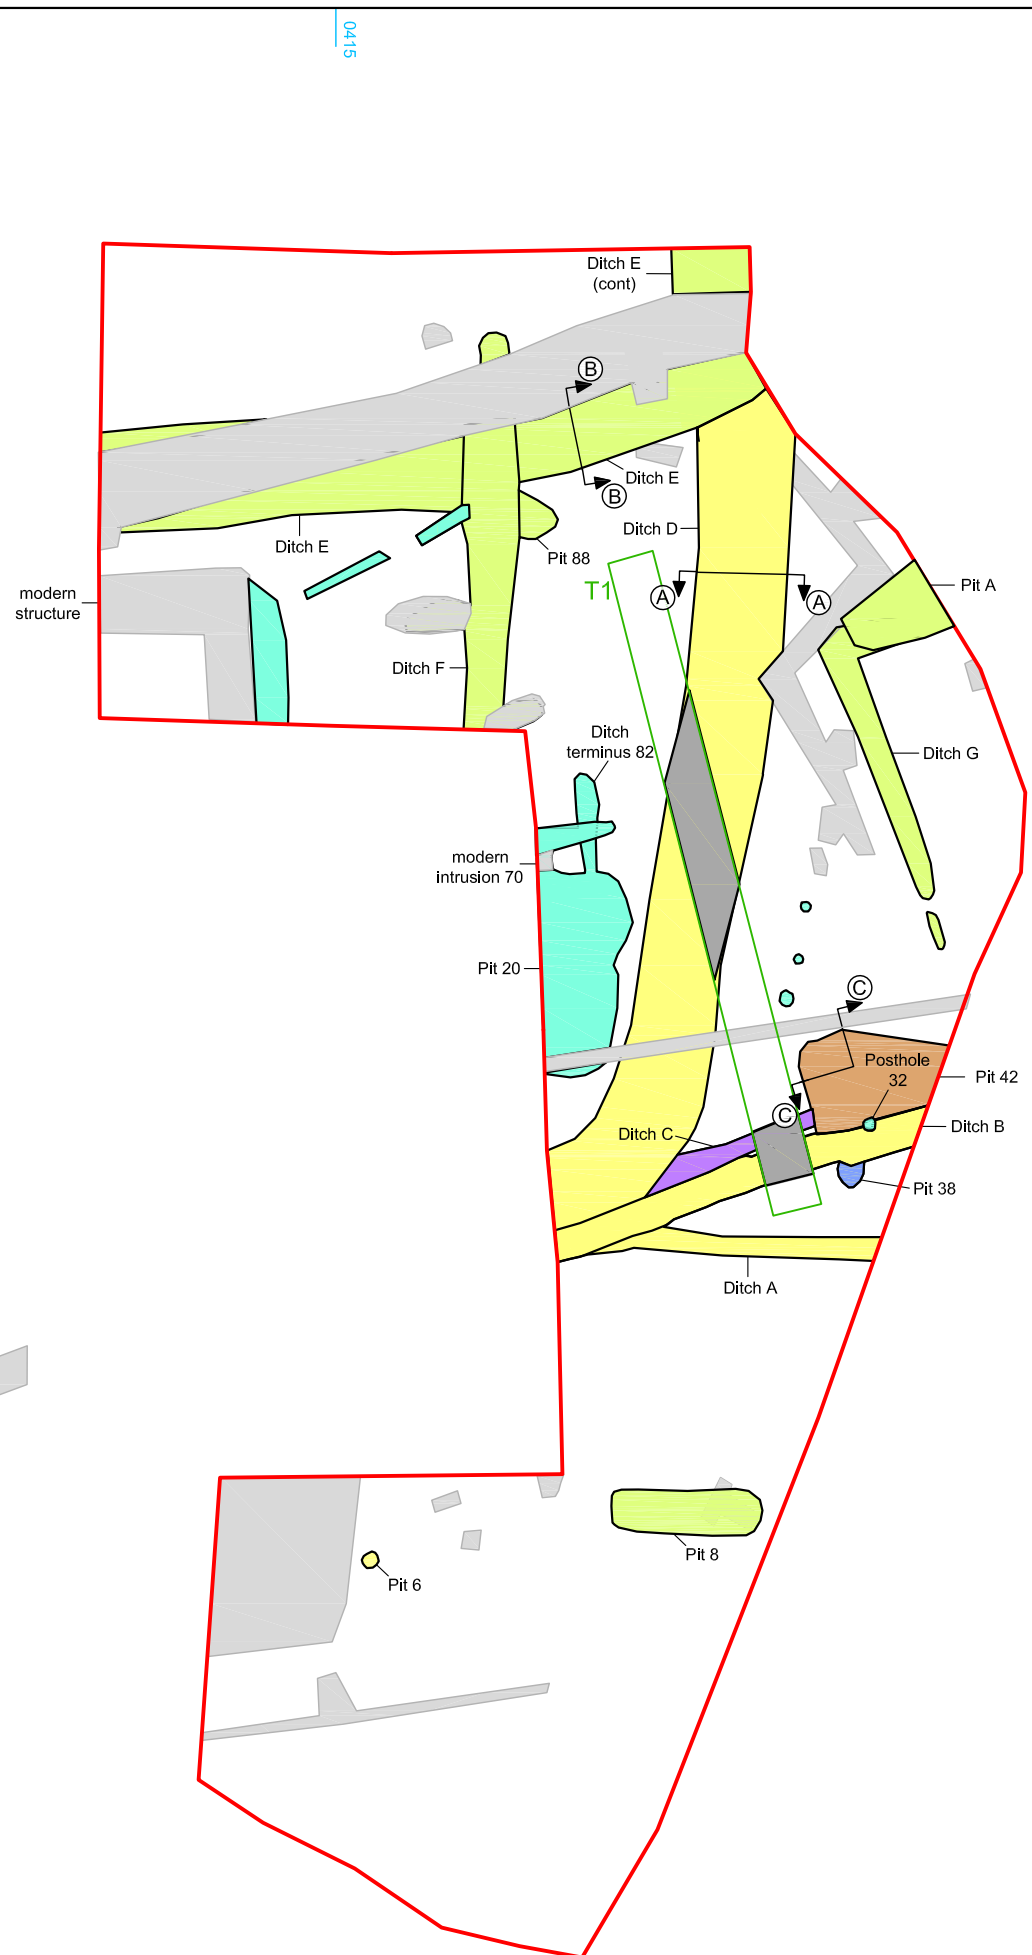 0415
Ditch E
(cont)
B
B
Ditch E
Ditch E
Ditch D
Pit 88
T1
A
A
Pit A
modern
structure
Ditch F
Ditch
terminus 82
Ditch G
modern
intrusion 70
Pit 20
C
Posthole
32
Pit 42
C
Ditch C
Ditch B
Pit 38
Ditch A
Pit 8
Pit 6